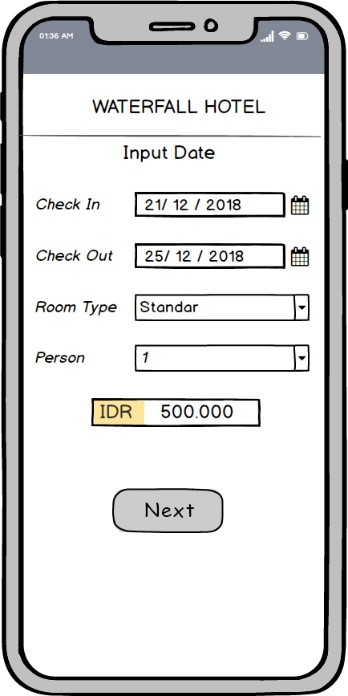 01:36 AM
WATERFALL HOTEL
Input Date
Check In 21/ 12 / 2018
Check Out 25/ 12 / 2018
Room Type Standar
Person 1
IDR 500.000
Next